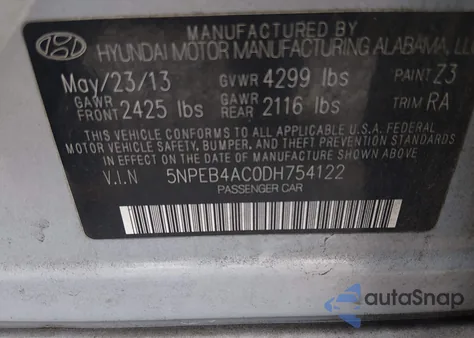 MANUFACTURED BY
HYUNDAI MOTOR MANUFACTURING ALABAMA, LL
May/23/13 GVWR 4299 lbs PAINT Z3
GAWR FRONT 2425 lbs GAWR REAR 2116 lbs TRIM RA
THIS VEHICLE CONFORMS TO ALL APPLICABLE U.S.A. FEDERAL
MOTOR VEHICLE SAFETY, BUMPER, AND THEFT PREVENTION STANDARDS
IN EFFECT ON THE DATE OF MANUFACTURE SHOWN ABOVE.
V.I.N 5NPEB4AC0DH754122
PASSENGER CAR
autoSnap